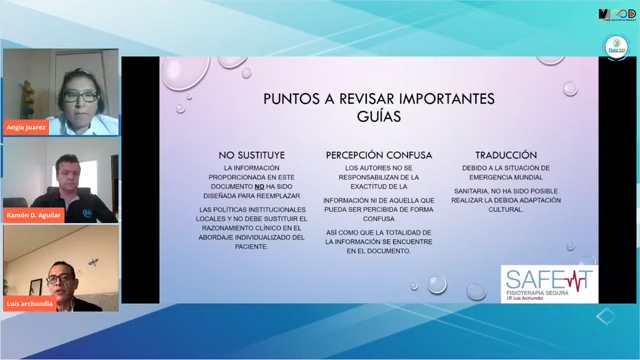 Angie Juarez
Ramón D. Aguilar
Luis archundia
PUNTOS A REVISAR IMPORTANTES
GUÍAS
NO SUSTITUYE
LA INFORMACIÓN
PROPORCIONADA EN ESTE
DOCUMENTO NO HA SIDO
DISEÑADA PARA REEMPLAZAR
LAS POLÍTICAS INSTITUCIONALES
LOCALES Y NO DEBE SUSTITUIR EL
RAZONAMIENTO CLÍNICO EN EL
ABORDAJE INDIVIDUALIZADO DEL
PACIENTE.
PERCEPCIÓN CONFUSA
LOS AUTORES NO SE
RESPONSABILIZAN DE LA
EXACTITUD DE LA
INFORMACIÓN NI DE AQUELLA QUE
PUEDA SER PERCIBIDA DE FORMA
CONFUSA
ASÍ COMO QUE LA TOTALIDAD DE
LA INFORMACIÓN SE ENCUENTRE
EN EL DOCUMENTO.
TRADUCCIÓN
DEBIDO A LA SITUACIÓN DE
EMERGENCIA MUNDIAL
SANITARIA, NO HA SIDO POSIBLE
REALIZAR LA DEBIDA ADAPTACIÓN
CULTURAL.
FISIOTERAPIA SEGURA
Luis Archundia